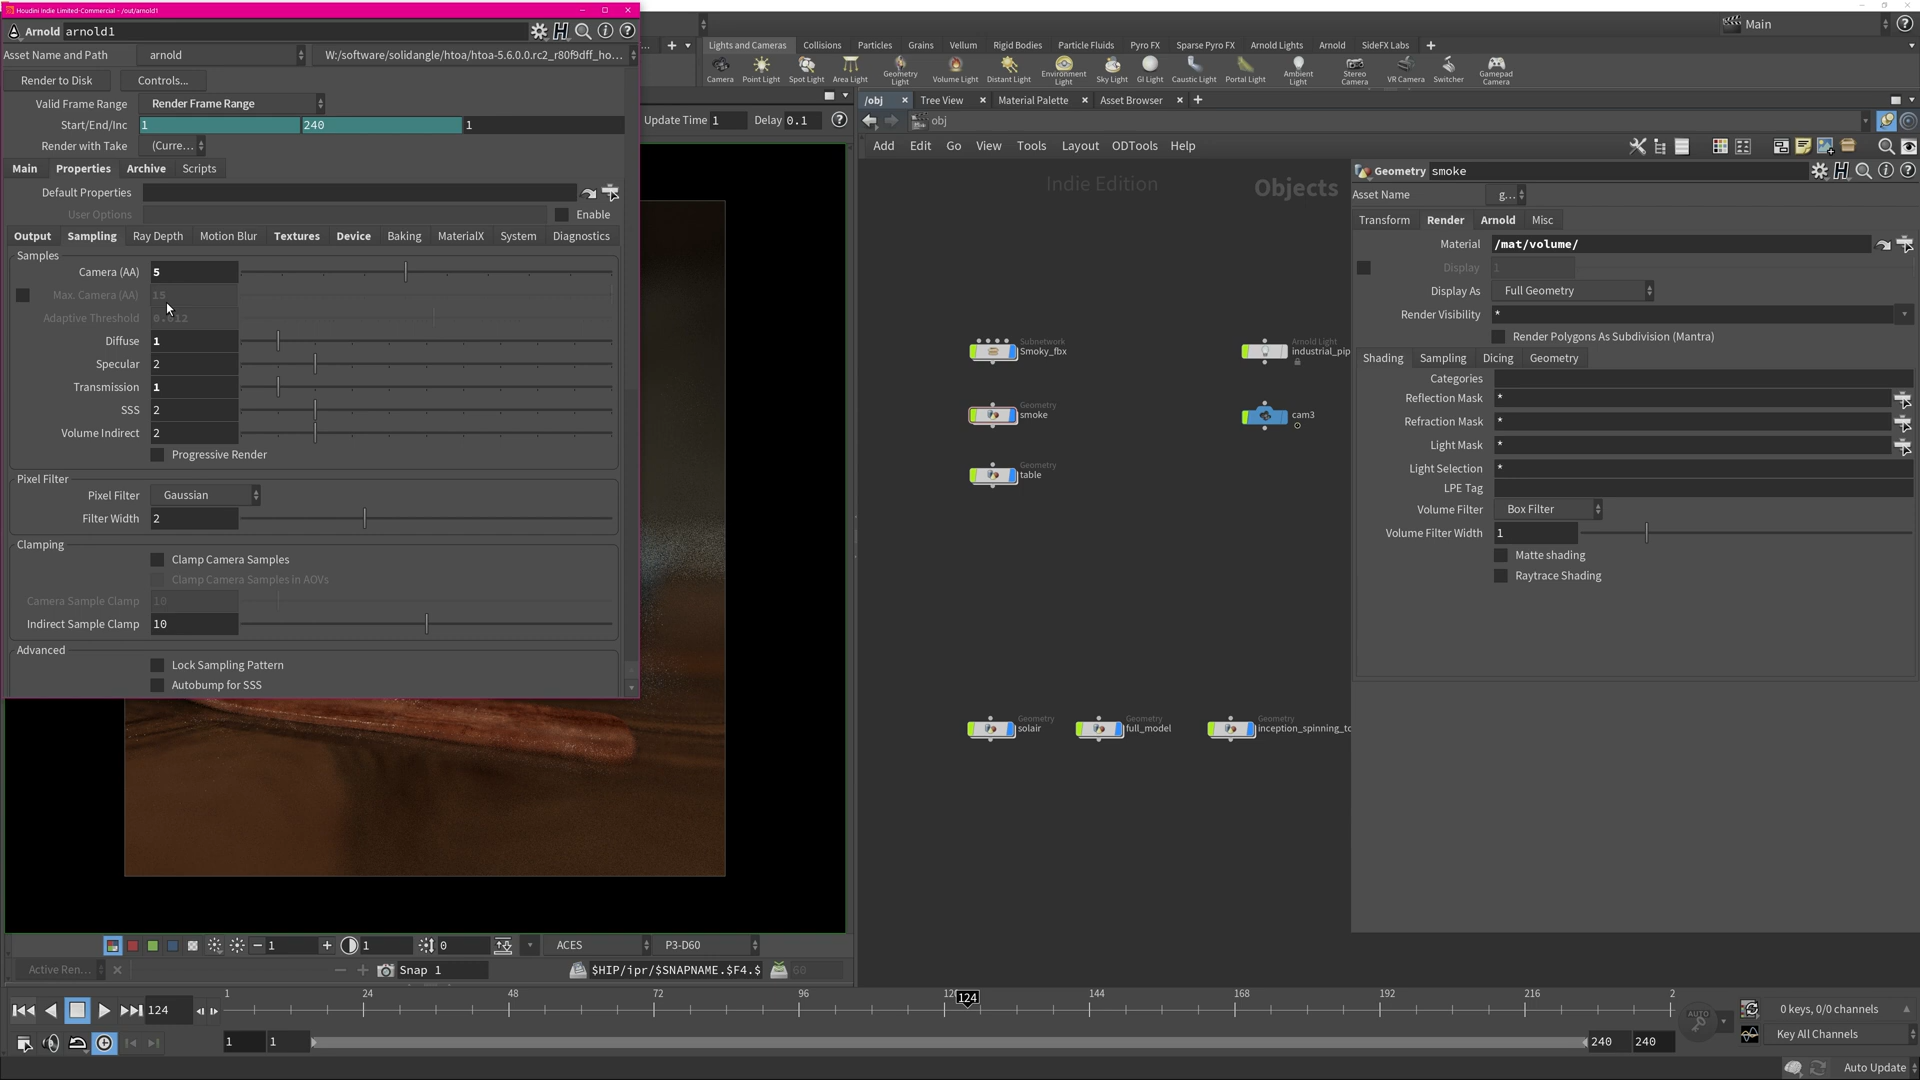 Houdini Indie Limited-Commercial - /out/arnold1
Arnold arnold1
Asset Name and Path arnold W:/software/solidangle/htoa/htoa-5.6.0.0.rc2_r80f9dff_ho...
Render to Disk Controls...
Valid Frame Range Render Frame Range
Start/End/Inc 1 240 1
Render with Take (Curre...
Main Properties Archive Scripts
Default Properties
User Options Enable
Output Sampling Ray Depth Motion Blur Textures Device Baking MaterialX System Diagnostics
Samples
Camera (AA) 5
Max. Camera (AA) 15
Adaptive Threshold
Diffuse 1
Specular 2
Transmission 1
SSS 2
Volume Indirect 2
Progressive Render
Pixel Filter
Pixel Filter Gaussian
Filter Width 2
Clamping
Clamp Camera Samples
Clamp Camera Samples in AOVs
Camera Sample Clamp 10
Indirect Sample Clamp 10
Advanced
Lock Sampling Pattern
Autobump for SSS
Main
Lights and Cameras Collisions Particles Grains Vellum Rigid Bodies Particle Fluids Pyro FX Sparse Pyro FX Arnold Lights Arnold SideFX Labs
Camera Point Light Spot Light Area Light Geometry Light Volume Light Distant Light Environment Light Sky Light GI Light Caustic Light Portal Light Ambient Light Stereo Camera VR Camera Switcher Gamepad Camera
Update Time 1 Delay 0.1
/obj Tree View Material Palette Asset Browser
obj
Add Edit Go View Tools Layout ODTools Help
Indie Edition Objects
Subnetwork
Smoky_fbx
Arnold Light
industrial_pip
Geometry
smoke
cam3
Geometry
table
Geometry
solair
Geometry
full_model
Geometry
inception_spinning_to
Geometry smoke
Asset Name g...
Transform Render Arnold Misc
Material /mat/volume/
Display 1
Display As Full Geometry
Render Visibility *
Render Polygons As Subdivision (Mantra)
Shading Sampling Dicing Geometry
Categories
Reflection Mask *
Refraction Mask *
Light Mask *
Light Selection *
LPE Tag
Volume Filter Box Filter
Volume Filter Width 1
Matte shading
Raytrace Shading
1 1 0 ACES P3-D60
Active Ren... Snap 1 $HIP/ipr/$SNAPNAME.$F4.$ 60
1 24 48 72 96 124 144 168 192 216 2
124
AUTO
0 keys, 0/0 channels
1 1 240 240
Key All Channels
Auto Update